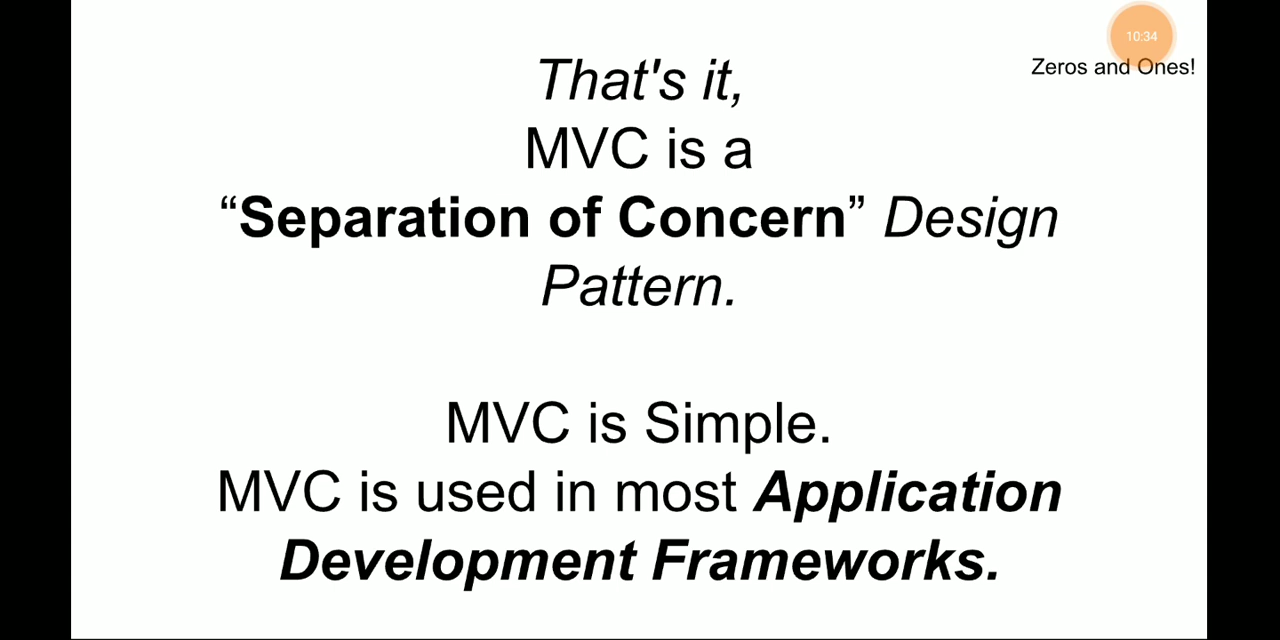 10:34
Zeros and Ones!
That's it,
MVC is a
“Separation of Concern” Design
Pattern.
MVC is Simple.
MVC is used in most Application
Development Frameworks.